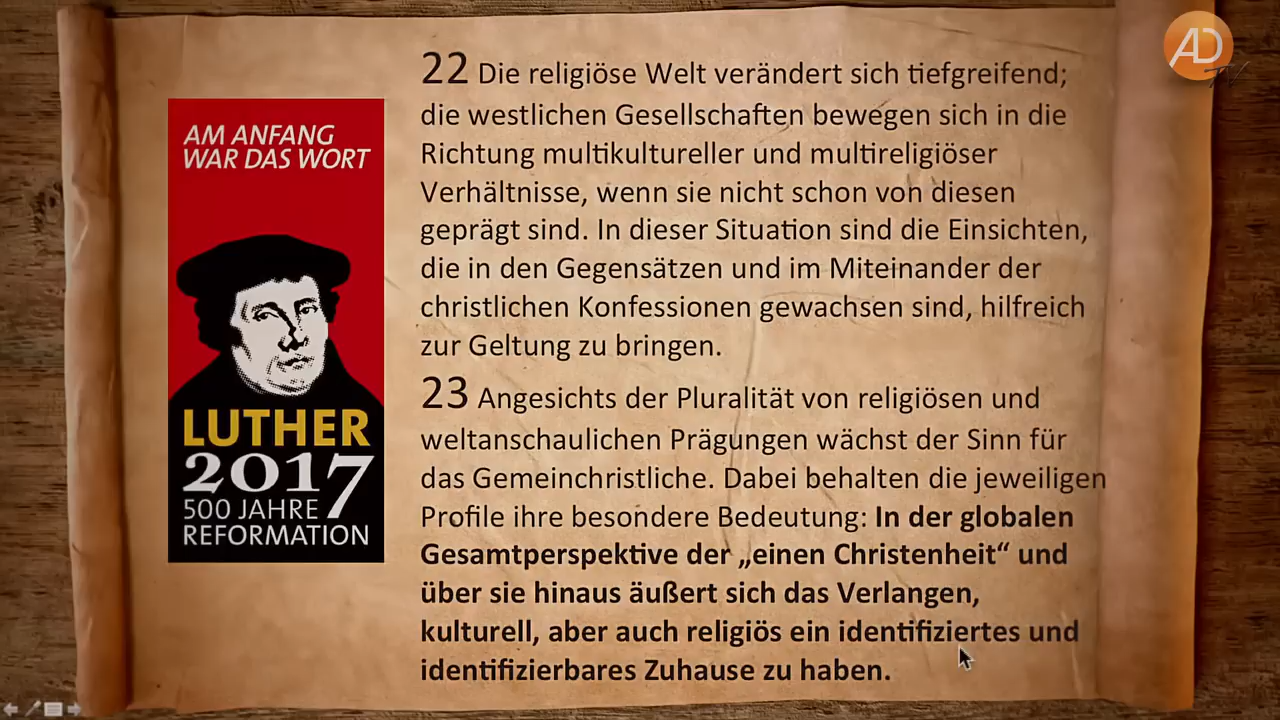 AD
TV
AM ANFANG
WAR DAS WORT
LUTHER
2017
500 JAHRE
REFORMATION
22 Die religiöse Welt verändert sich tiefgreifend;
die westlichen Gesellschaften bewegen sich in die
Richtung multikultureller und multireligiöser
Verhältnisse, wenn sie nicht schon von diesen
geprägt sind. In dieser Situation sind die Einsichten,
die in den Gegensätzen und im Miteinander der
christlichen Konfessionen gewachsen sind, hilfreich
zur Geltung zu bringen.
23 Angesichts der Pluralität von religiösen und
weltanschaulichen Prägungen wächst der Sinn für
das Gemeinchristliche. Dabei behalten die jeweiligen
Profile ihre besondere Bedeutung: In der globalen
Gesamtperspektive der „einen Christenheit“ und
über sie hinaus äußert sich das Verlangen,
kulturell, aber auch religiös ein identifiziertes und
identifizierbares Zuhause zu haben.